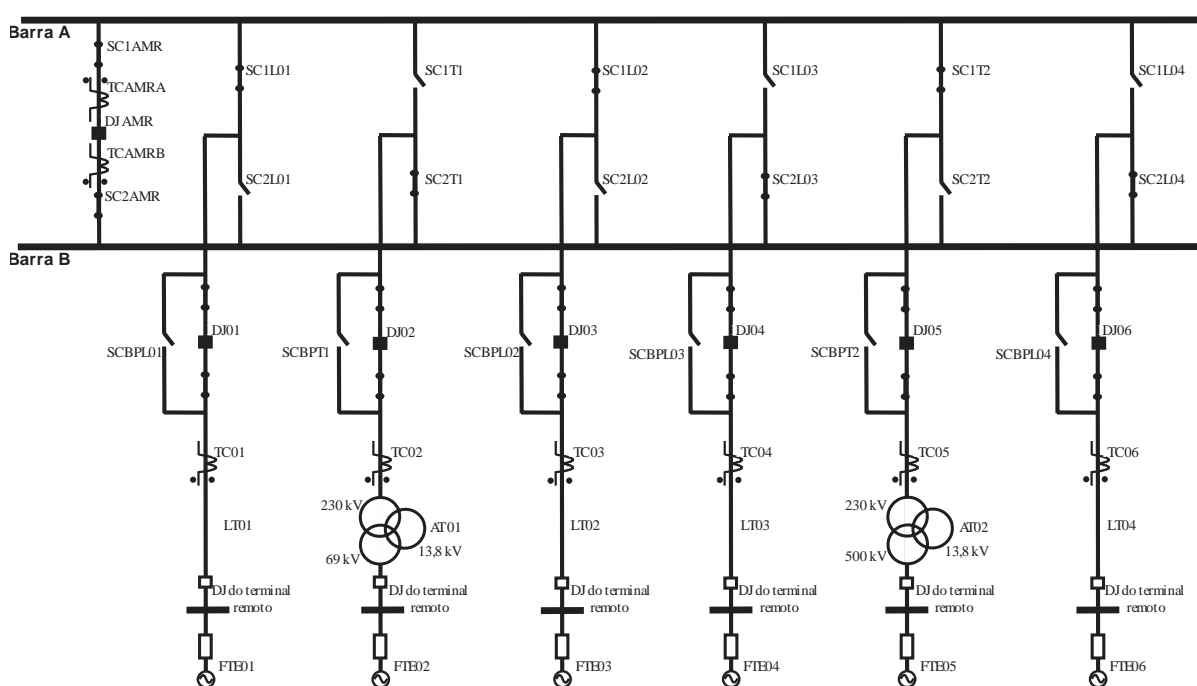 Barra A
SC1AMR
SC1L01
SC1T1
SC1L02
SC1L03
SC1T2
SC1L04
TCAMRA
DJAMR
TCAMRB
SC2AMR
SC2L01
SC2T1
SC2L02
SC2L03
SC2T2
SC2L04
Barra B
DJ01
DJ02
DJ03
DJ04
DJ05
DJ06
SCBPL01
SCBPT1
SCBPL02
SCBPL03
SCBPT2
SCBPL04
TC01
TC02
TC03
TC04
TC05
TC06
230 kV
230 kV
LT01
AT01
LT02
LT03
AT02
LT04
69 kV
13,8 kV
500 kV
13,8 kV
DJ do terminal
remoto
DJ do terminal
remoto
DJ do terminal
remoto
DJ do terminal
remoto
DJ do terminal
remoto
DJ do terminal
remoto
FTE01
FTE02
FTE03
FTE04
FTE05
FTE06